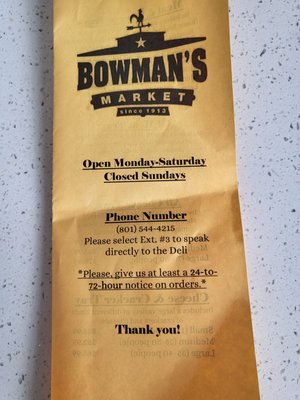 BOWMAN'S
MARKET
since 1913
Open Monday-Saturday
Closed Sundays
Phone Number
(801) 544-4215
Please select Ext. #3 to speak
directly to the Deli
*Please, give us at least a 24-to-
72-hour notice on orders.*
Thank you!